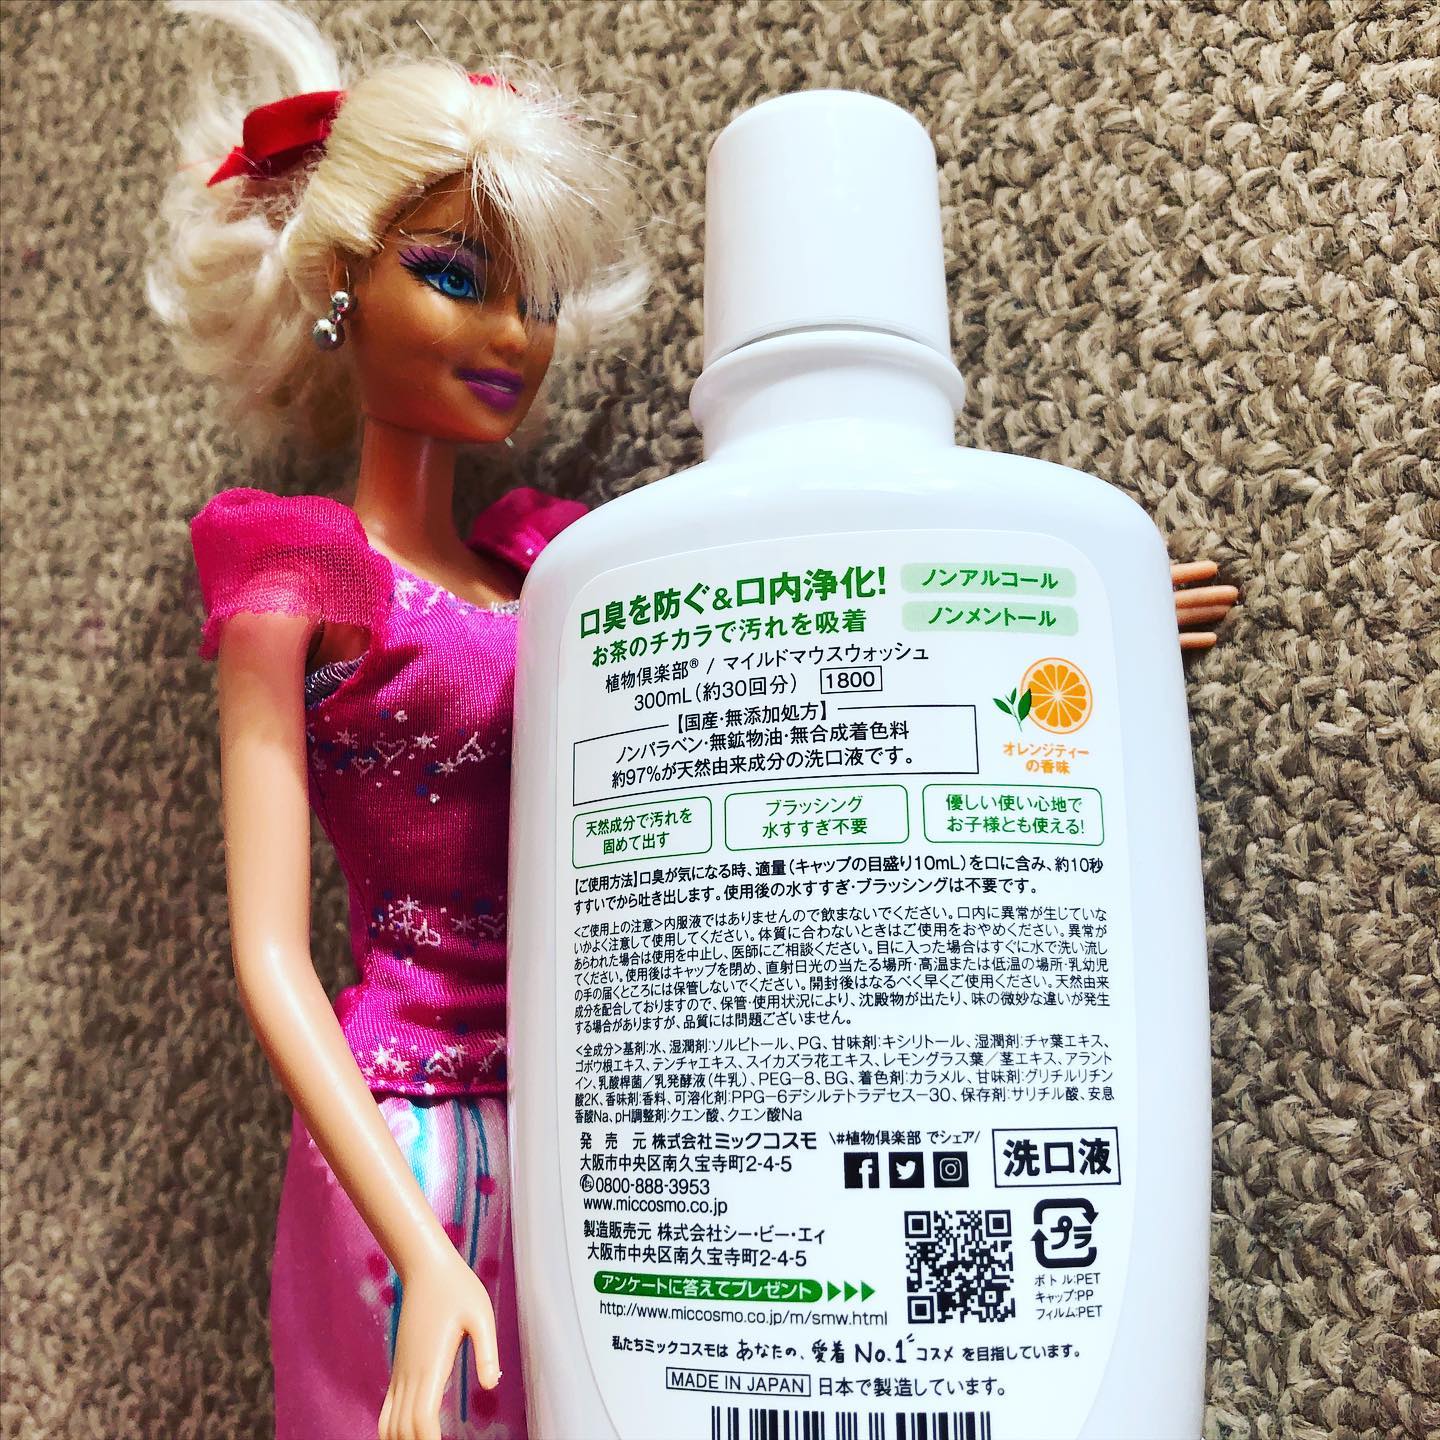 口臭を防ぐ&口内浄化!
お茶のチカラで汚れを吸着
ノンアルコール
ノンメントール
植物倶楽部® / マイルドマウスウォッシュ
300mL(約30回分) 1800
【国産・無添加処方】
ノンパラベン・無鉱物油・無合成着色料
約97%が天然由来成分の洗口液です。
オレンジティー
の香味
天然成分で汚れを
固めて出す
ブラッシング
水すすぎ不要
優しい使い心地で
お子様とも使える!
【ご使用方法】口臭が気になる時、適量(キャップの目盛り10mL)を口に含み、約10秒
すすいでから吐き出します。使用後の水すすぎ・ブラッシングは不要です。
<ご使用上の注意>内服液ではありませんので飲まないでください。口内に異常が生じていな
いかよく注意して使用してください。体質に合わないときはご使用をおやめください。異常が
あらわれた場合は使用を中止し、医師にご相談ください。目に入った場合はすぐに水で洗い流し
てください。使用後はキャップを閉め、直射日光の当たる場所・高温または低温の場所・乳幼児
の手の届くところには保管しないでください。開封後はなるべく早くご使用ください。天然由来
成分を配合しておりますので、保管・使用状況により、沈殿物が出たり、味の微妙な違いが発生
する場合がありますが、品質には問題ございません。
<全成分>基剤:水、湿潤剤:ソルビトール、PG、甘味剤:キシリトール、湿潤剤:チャ葉エキス、
ゴボウ根エキス、テンチャエキス、スイカズラ花エキス、レモングラス葉/茎エキス、アラント
イン、乳酸桿菌/乳発酵液(牛乳)、PEG-8、BG、着色剤:カラメル、甘味剤:グリチルリチン
酸2K、香味剤:香料、可溶化剤:PPG-6デシルテトラデセス-30、保存剤:サリチル酸、安息
香酸Na、pH調整剤:クエン酸、クエン酸Na
発 売 元 株式会社ミックコスモ
大阪市中央区南久宝寺町2-4-5
0800-888-3953
www.miccosmo.co.jp
\#植物倶楽部 でシェア/
洗口液
製造販売元 株式会社シー・ビー・エィ
大阪市中央区南久宝寺町2-4-5
アンケートに答えてプレゼント
http://www.miccosmo.co.jp/m/smw.html
プラ
ボトル:PET
キャップ:PP
フィルム:PET
私たちミックコスモは あなたの、愛着 No.1 コスメ を目指しています。
MADE IN JAPAN 日本で製造しています。